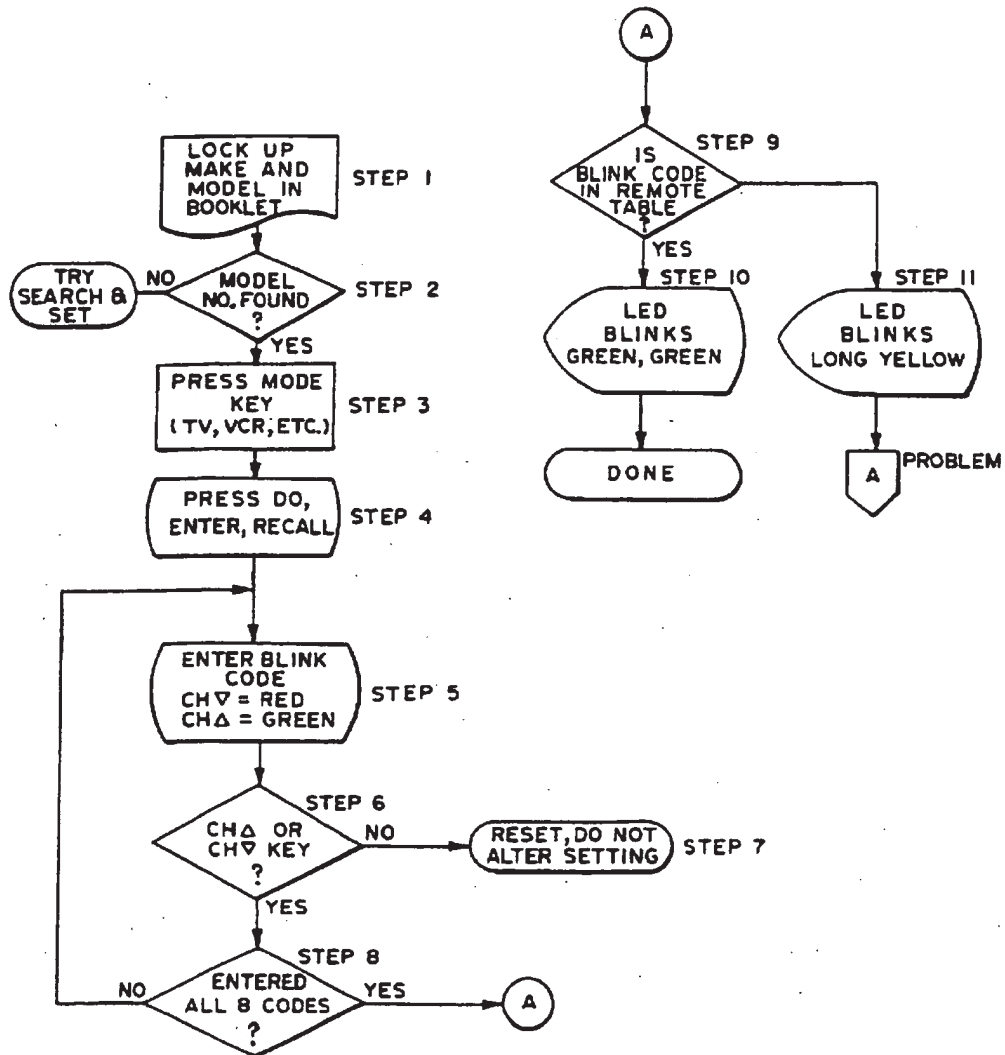 LOCK UP
MAKE AND
MODEL IN
BOOKLET
STEP 1
TRY
SEARCH &
SET
NO
MODEL
NO. FOUND
?
STEP 2
YES
PRESS MODE
KEY
(TV, VCR, ETC.)
STEP 3
PRESS DO,
ENTER, RECALL
STEP 4
ENTER BLINK
CODE
CH▽ = RED
CH△ = GREEN
STEP 5
STEP 6
CH△ OR
CH▽ KEY
?
NO
RESET, DO NOT
ALTER SETTING
STEP 7
YES
STEP 8
NO
ENTERED
ALL 8 CODES
?
YES
A
A
STEP 9
IS
BLINK CODE
IN REMOTE
TABLE
?
YES
STEP 10
LED
BLINKS
GREEN, GREEN
DONE
STEP 11
LED
BLINKS
LONG YELLOW
A
PROBLEM